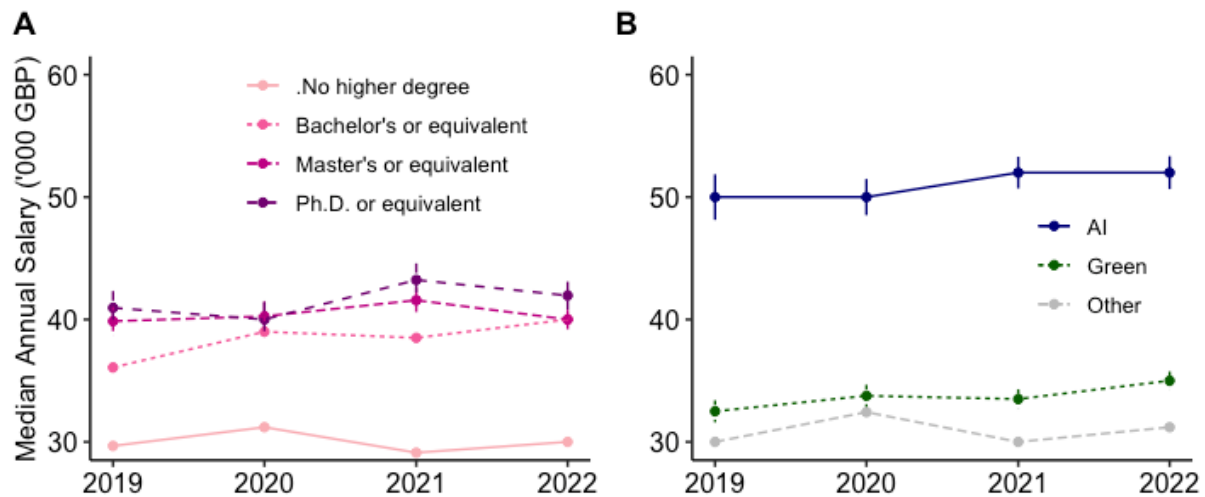 A
Median Annual Salary ('000 GBP)
60
50
40
30
.No higher degree
Bachelor's or equivalent
Master's or equivalent
Ph.D. or equivalent
2019 2020 2021 2022
B
60
50
40
30
AI
Green
Other
2019 2020 2021 2022